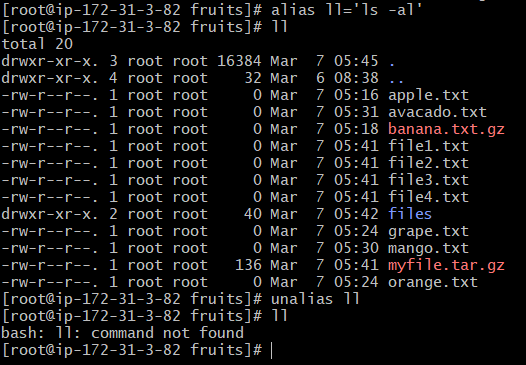 [root@ip-172-31-3-82 fruits]# alias ll='ls -al'
[root@ip-172-31-3-82 fruits]# ll
total 20
drwxr-xr-x. 3 root root 16384 Mar  7 05:45 .
drwxr-xr-x. 4 root root    32 Mar  6 08:38 ..
-rw-r--r--. 1 root root     0 Mar  7 05:16 apple.txt
-rw-r--r--. 1 root root     0 Mar  7 05:31 avacado.txt
-rw-r--r--. 1 root root     0 Mar  7 05:18 banana.txt.gz
-rw-r--r--. 1 root root     0 Mar  7 05:41 file1.txt
-rw-r--r--. 1 root root     0 Mar  7 05:41 file2.txt
-rw-r--r--. 1 root root     0 Mar  7 05:41 file3.txt
-rw-r--r--. 1 root root     0 Mar  7 05:41 file4.txt
drwxr-xr-x. 2 root root    40 Mar  7 05:42 files
-rw-r--r--. 1 root root     0 Mar  7 05:24 grape.txt
-rw-r--r--. 1 root root     0 Mar  7 05:30 mango.txt
-rw-r--r--. 1 root root   136 Mar  7 05:41 myfile.tar.gz
-rw-r--r--. 1 root root     0 Mar  7 05:24 orange.txt
[root@ip-172-31-3-82 fruits]# unalias ll
[root@ip-172-31-3-82 fruits]# ll
bash: ll: command not found
[root@ip-172-31-3-82 fruits]#